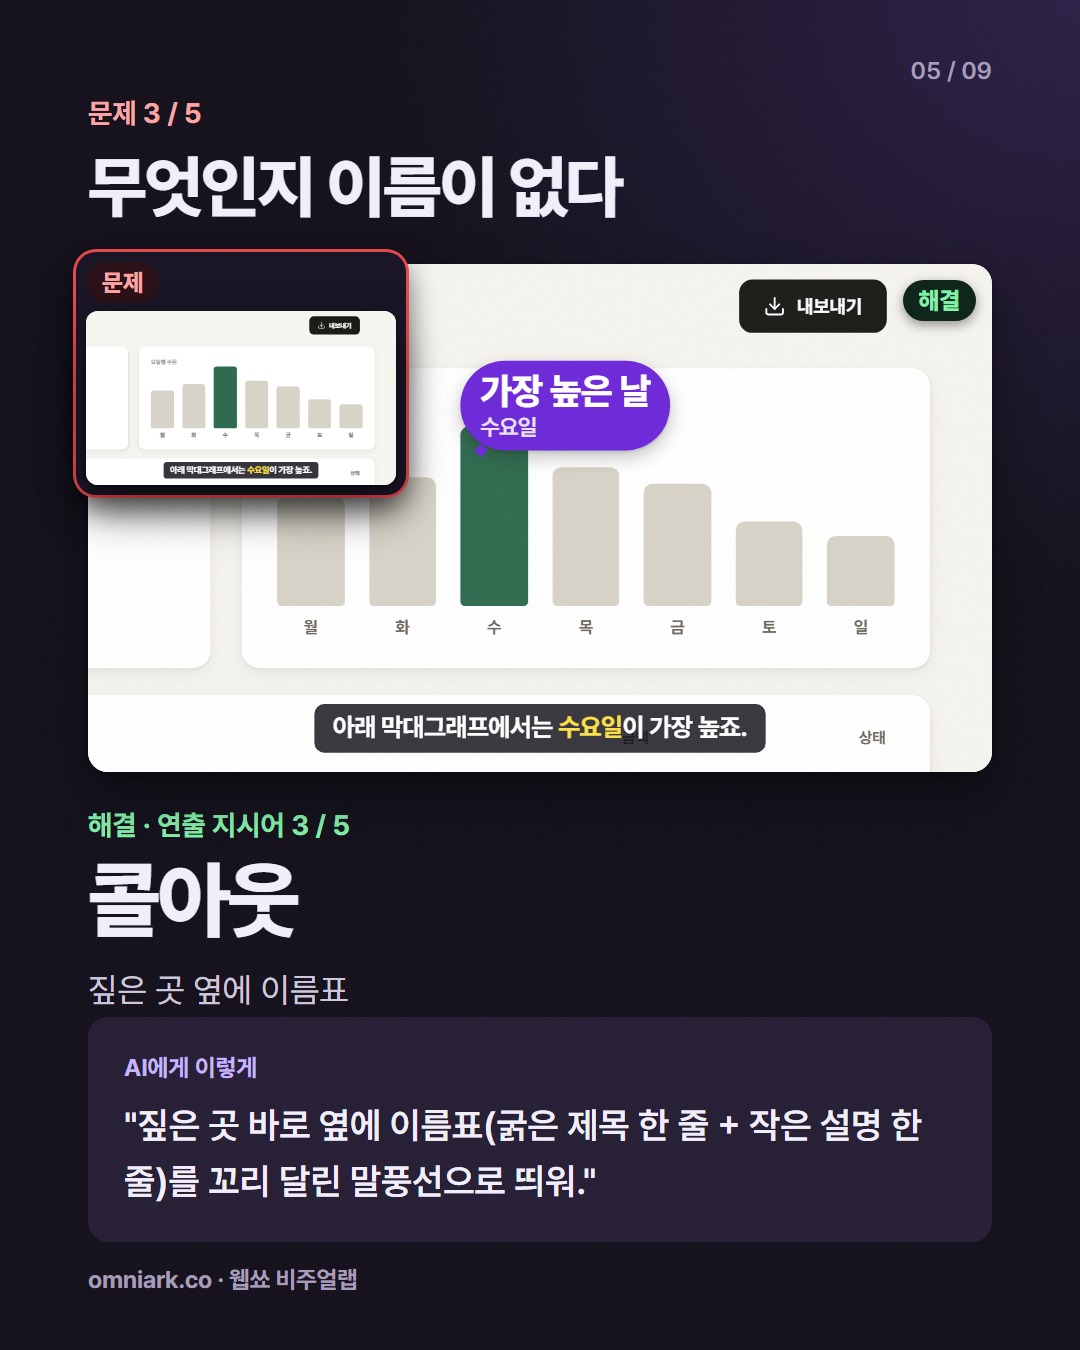 05 / 09
문제 3 / 5
무엇인지 이름이 없다
문제
내보내기
요일별 수운
월 화 수 목 금 토 일
아래 막대그래프에서는 수요일이 가장 높죠.
상태
내보내기
해결
가장 높은 날
수요일
월 화 수 목 금 토 일
아래 막대그래프에서는 수요일이 가장 높죠.
상태
해결 · 연출 지시어 3 / 5
콜아웃
짚은 곳 옆에 이름표
AI에게 이렇게
"짚은 곳 바로 옆에 이름표(굵은 제목 한 줄 + 작은 설명 한
줄)를 꼬리 달린 말풍선으로 띄워."
omniark.co · 웹쑈 비주얼랩